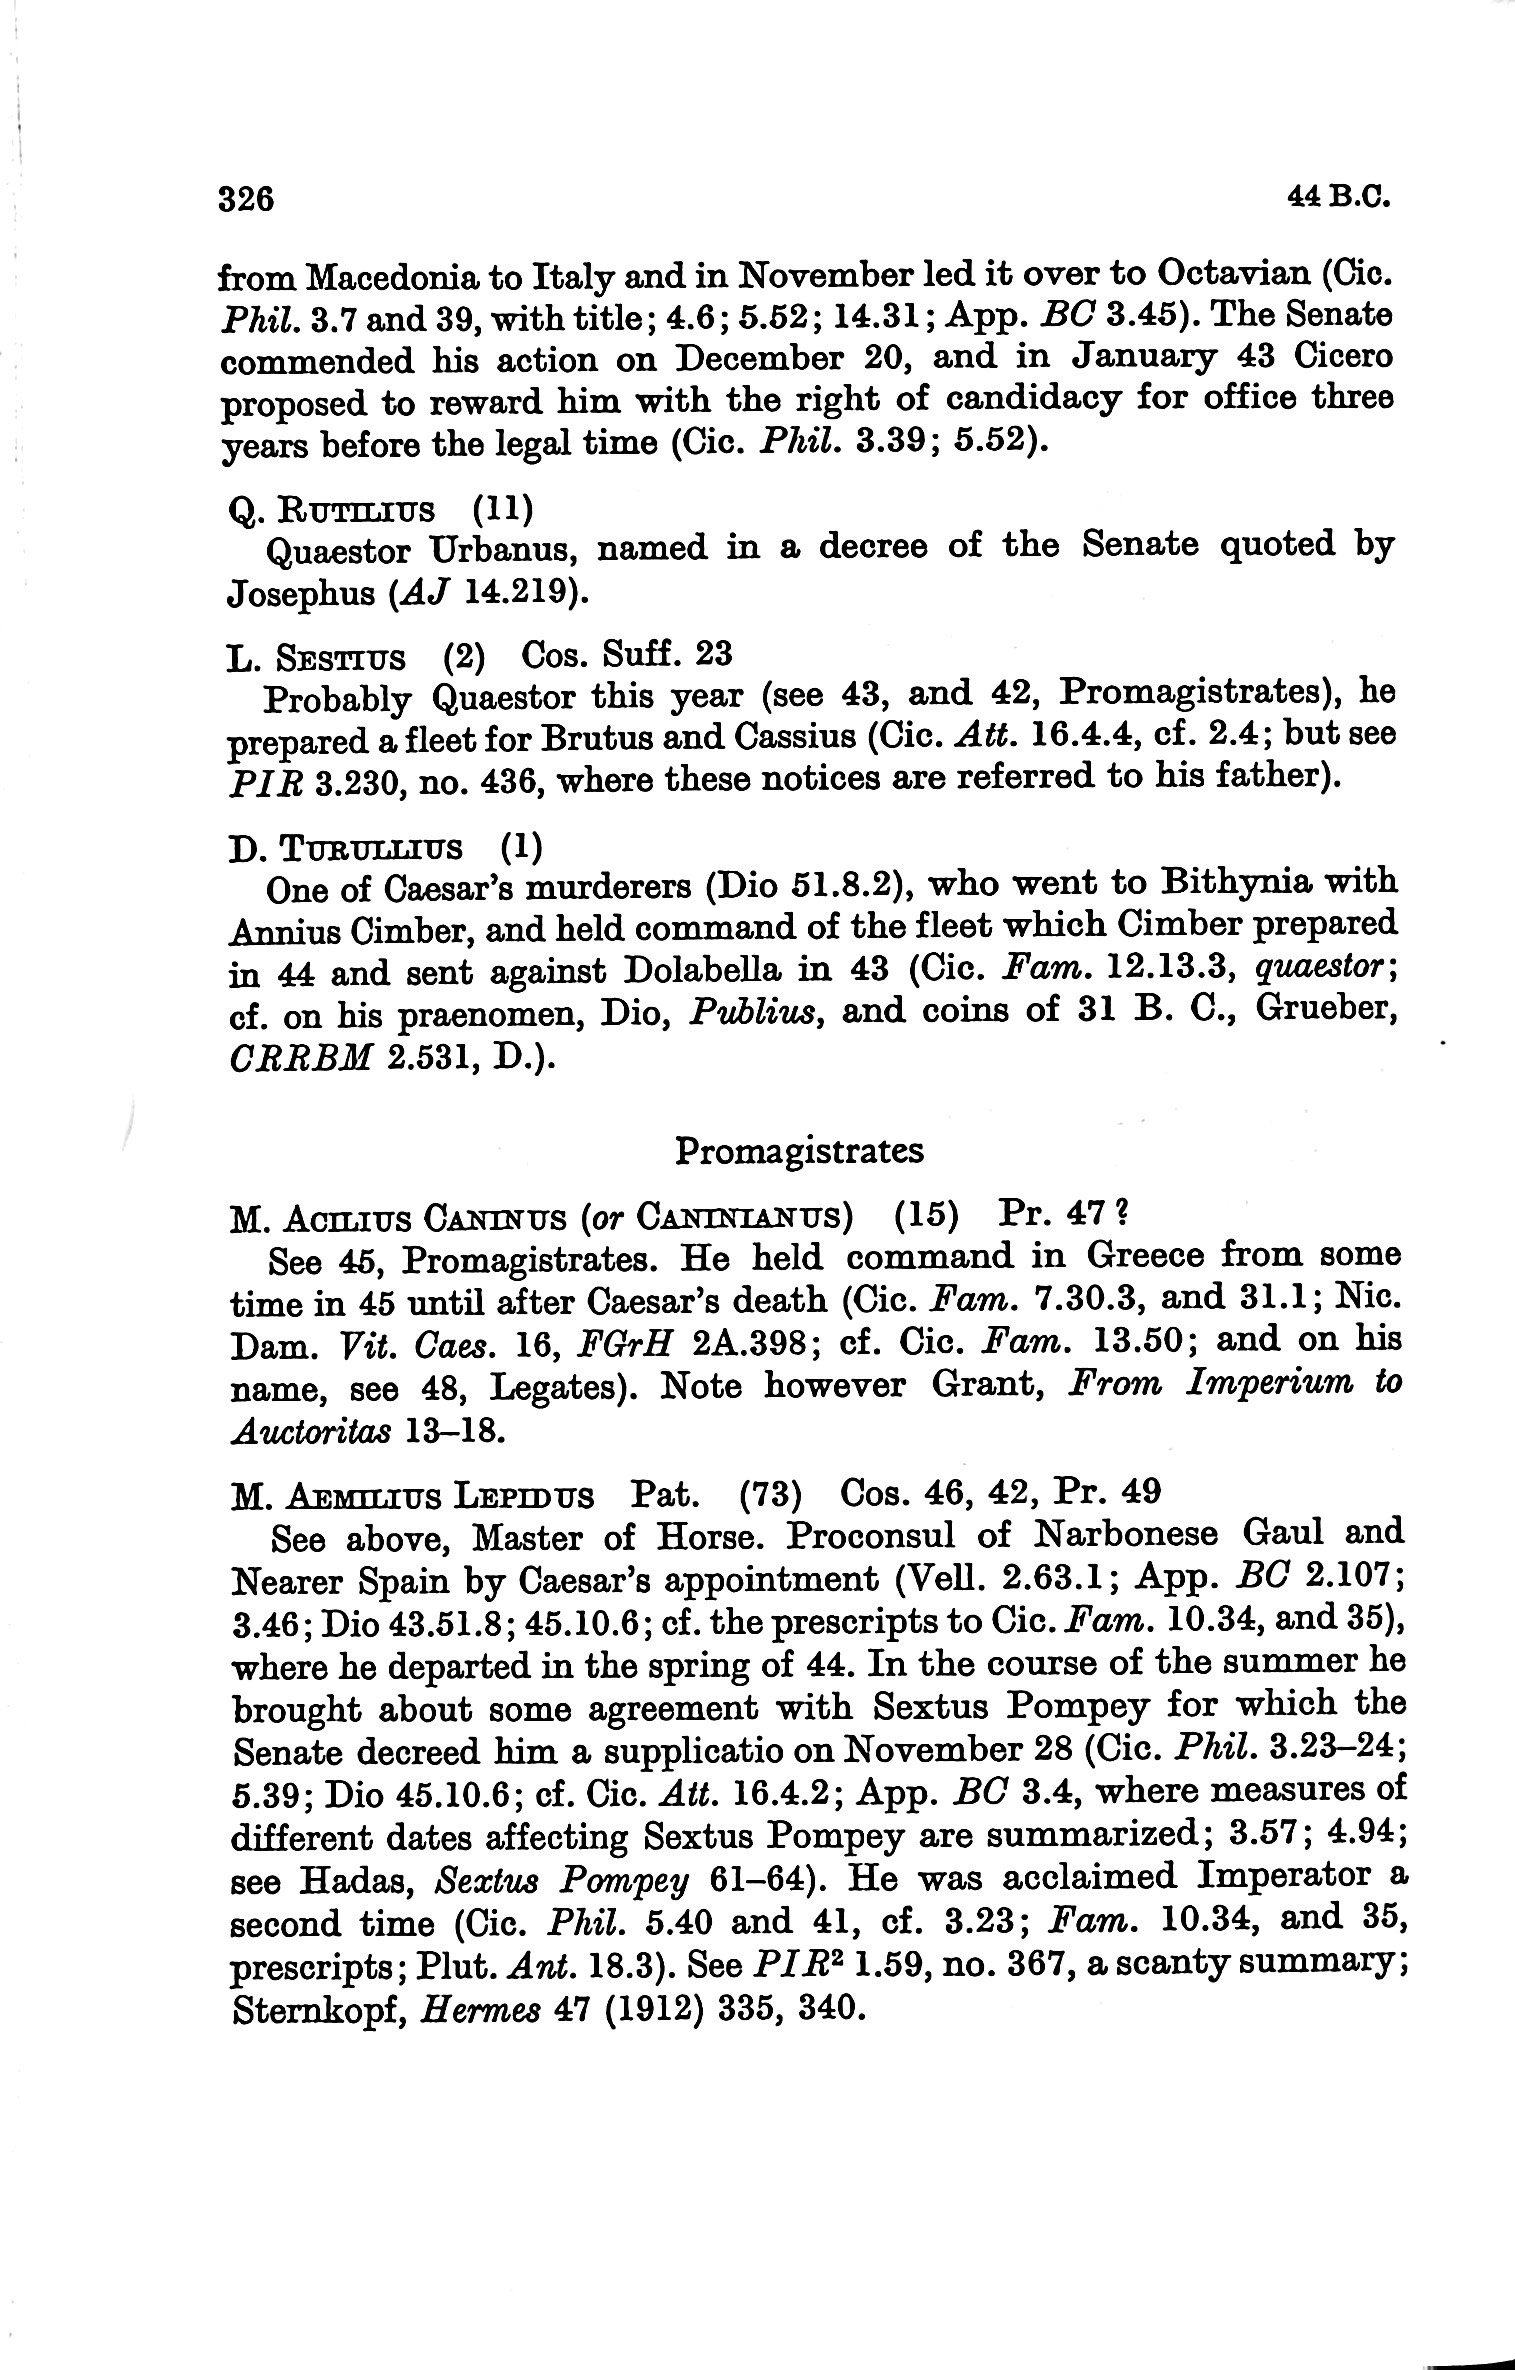 326 44 B.C.
from Macedonia to Italy and in November led it over to Octavian (Cic.
Phil. 3.7 and 39, with title; 4.6; 5.52; 14.31; App. BC 3.45). The Senate
commended his action on December 20, and in January 43 Cicero
proposed to reward him with the right of candidacy for office three
years before the legal time (Cic. Phil. 3.39; 5.52).
Q. RUTILIUS (11)
Quaestor Urbanus, named in a decree of the Senate quoted by
Josephus (AJ 14.219).
L. SESTIUS (2) Cos. Suff. 23
Probably Quaestor this year (see 43, and 42, Promagistrates), he
prepared a fleet for Brutus and Cassius (Cic. Att. 16.4.4, cf. 2.4; but see
PIR 3.230, no. 436, where these notices are referred to his father).
D. TURULLIUS (1)
One of Caesar's murderers (Dio 51.8.2), who went to Bithynia with
Annius Cimber, and held command of the fleet which Cimber prepared
in 44 and sent against Dolabella in 43 (Cic. Fam. 12.13.3, quaestor;
cf. on his praenomen, Dio, Publius, and coins of 31 B. C., Grueber,
CRRBM 2.531, D.).
Promagistrates
M. ACILIUS CANINUS (or CANINIANUS) (15) Pr. 47?
See 45, Promagistrates. He held command in Greece from some
time in 45 until after Caesar's death (Cic. Fam. 7.30.3, and 31.1; Nic.
Dam. Vit. Caes. 16, FGrH 2A.398; cf. Cic. Fam. 13.50; and on his
name, see 48, Legates). Note however Grant, From Imperium to
Auctoritas 13–18.
M. AEMILIUS LEPIDUS Pat. (73) Cos. 46, 42, Pr. 49
See above, Master of Horse. Proconsul of Narbonese Gaul and
Nearer Spain by Caesar's appointment (Vell. 2.63.1; App. BC 2.107;
3.46; Dio 43.51.8; 45.10.6; cf. the prescripts to Cic. Fam. 10.34, and 35),
where he departed in the spring of 44. In the course of the summer he
brought about some agreement with Sextus Pompey for which the
Senate decreed him a supplicatio on November 28 (Cic. Phil. 3.23–24;
5.39; Dio 45.10.6; cf. Cic. Att. 16.4.2; App. BC 3.4, where measures of
different dates affecting Sextus Pompey are summarized; 3.57; 4.94;
see Hadas, Sextus Pompey 61–64). He was acclaimed Imperator a
second time (Cic. Phil. 5.40 and 41, cf. 3.23; Fam. 10.34, and 35,
prescripts; Plut. Ant. 18.3). See PIR² 1.59, no. 367, a scanty summary;
Sternkopf, Hermes 47 (1912) 335, 340.